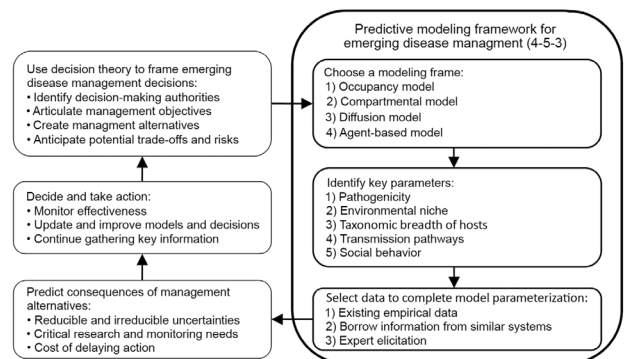 Predictive modeling framework for
emerging disease managment (4-5-3)
Use decision theory to frame emerging
disease management decisions:
• Identify decision-making authorities
• Articulate management objectives
• Create managment alternatives
• Anticipate potential trade-offs and risks
Choose a modeling frame:
1) Occupancy model
2) Compartmental model
3) Diffusion model
4) Agent-based model
Identify key parameters:
1) Pathogenicity
2) Environmental niche
3) Taxonomic breadth of hosts
4) Transmission pathways
5) Social behavior
Select data to complete model parameterization:
1) Existing empirical data
2) Borrow information from similar systems
3) Expert elicitation
Predict consequences of management
alternatives:
• Reducible and irreducible uncertainties
• Critical research and monitoring needs
• Cost of delaying action
Decide and take action:
• Monitor effectiveness
• Update and improve models and decisions
• Continue gathering key information